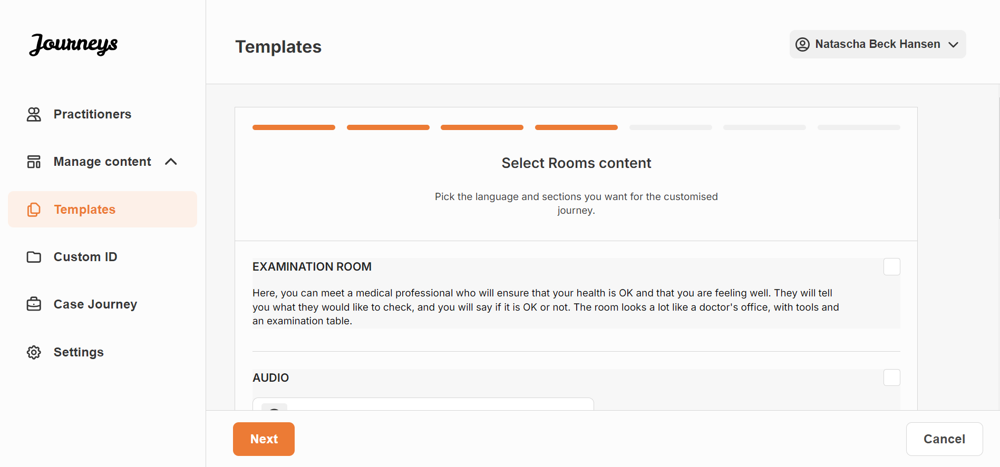 Journeys
Templates
Natascha Beck Hansen
Practitioners
Manage content
Templates
Custom ID
Case Journey
Settings
Select Rooms content
Pick the language and sections you want for the customised
journey.
EXAMINATION ROOM
Here, you can meet a medical professional who will ensure that your health is OK and that you are feeling well. They will tell
you what they would like to check, and you will say if it is OK or not. The room looks a lot like a doctor's office, with tools and
an examination table.
AUDIO
Next
Cancel